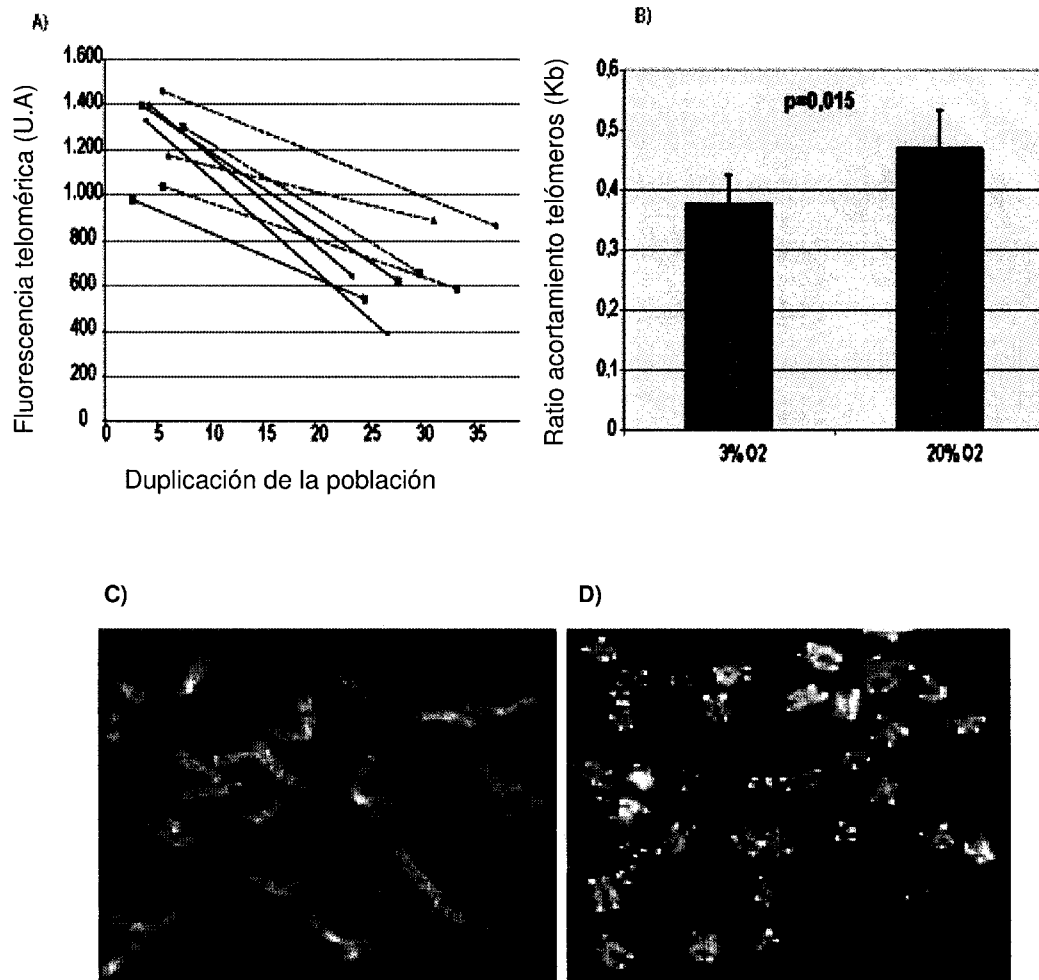 A)
Fluorescencia telomérica (U.A)
1.600
1.400
1.200
1.000
800
600
400
200
0
0 5 10 15 20 25 30 35
Duplicación de la población
B)
Ratio acortamiento telómeros (Kb)
0,6
0,5
0,4
0,3
0,2
0,1
0
p=0,015
3% O2 20% O2
C)
D)